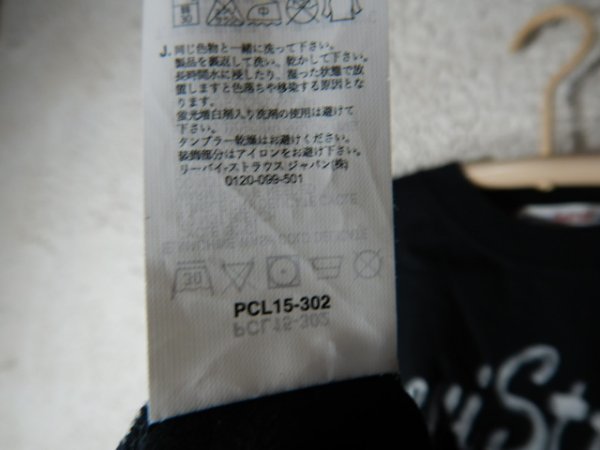 30 中
J. 同じ色物と一緒に洗って下さい。
製品を裏返して洗い、乾かして下さい。
長時間水に浸したり、湿った状態で放
置しますと色落ちや移染する原因とな
ります。
蛍光増白剤入り洗剤の使用は避けて
下さい。
タンブラー乾燥はお避けください。
装飾部分はアイロンをお避け下さい。
リーバイ・ストラウス ジャパン(株)
0120-099-501
30
PCL15-302